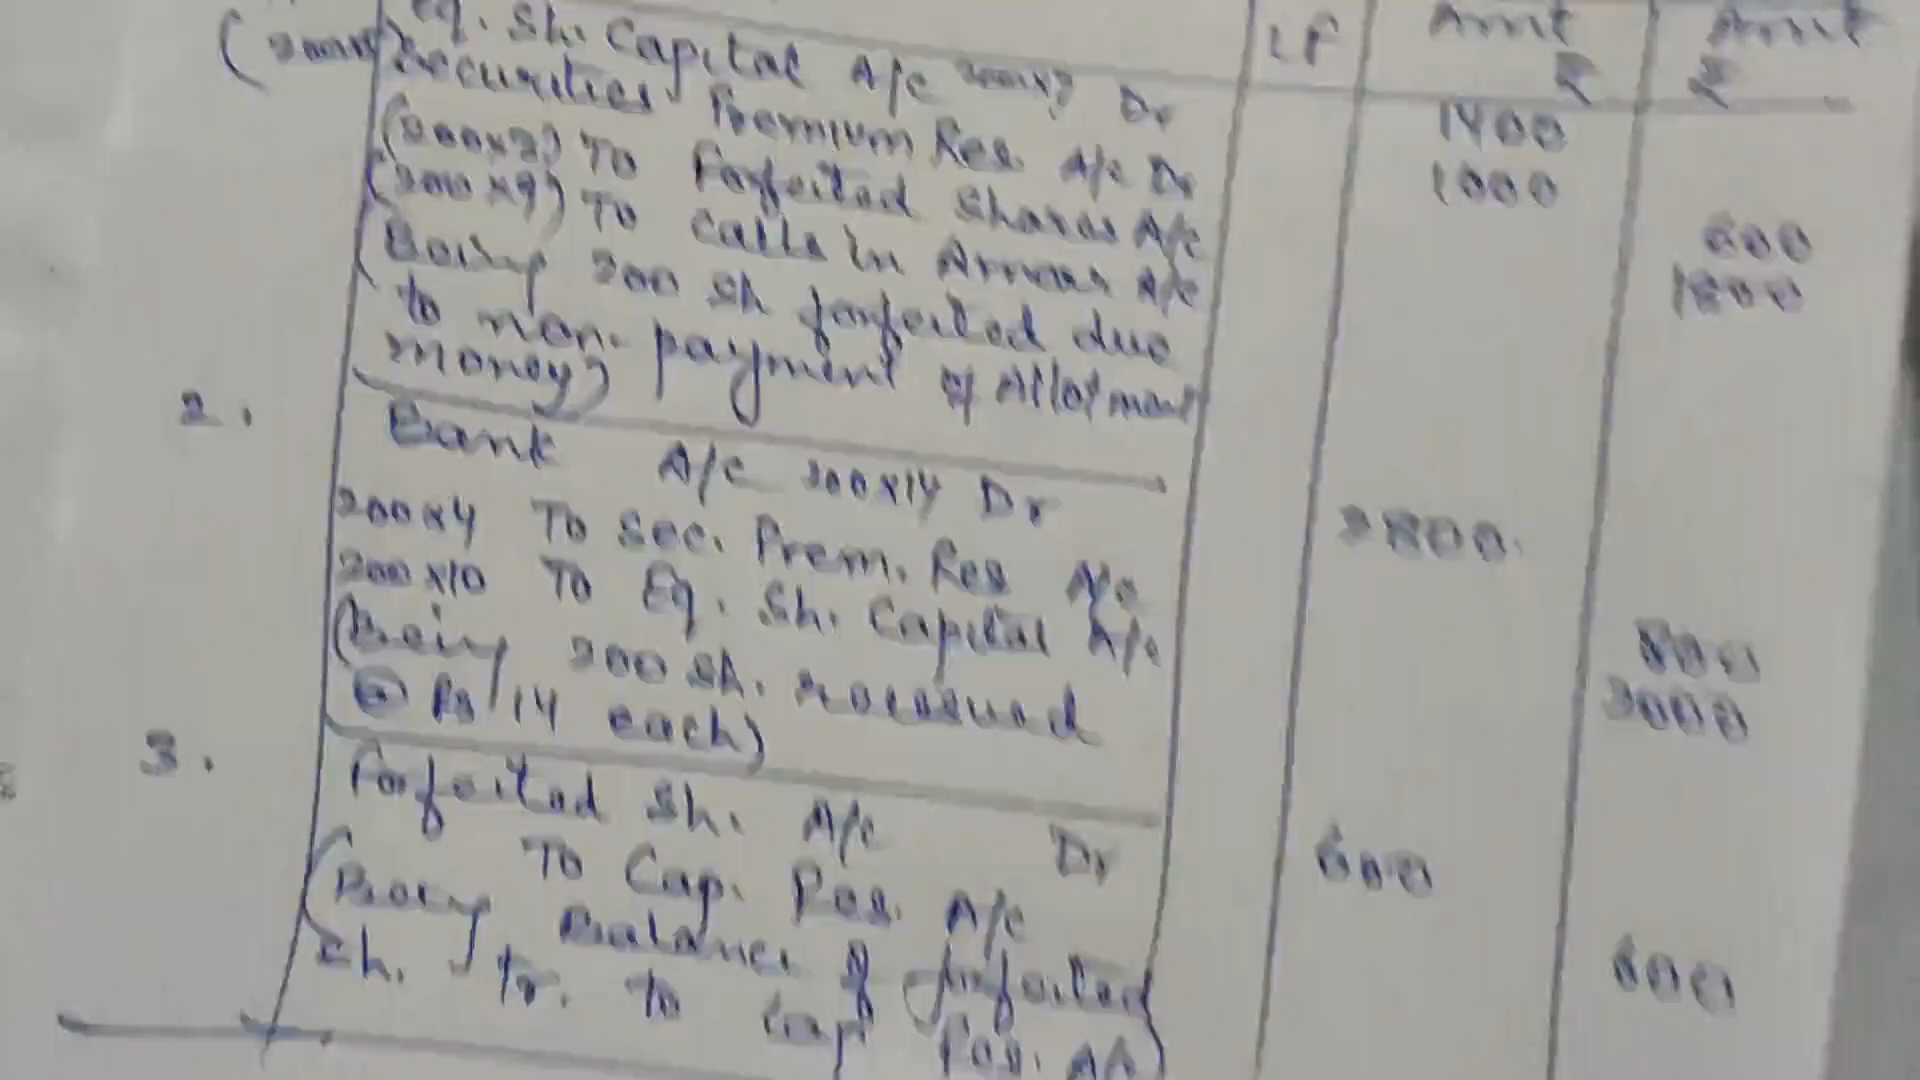 Eq. Sh. Capital A/c 200x7 Dr
LF Amt ₹ Amt ₹
1400
Securities Premium Res. A/c Dr 1000
(200x3) To Forfeited Shares A/c 600
(200x9) To Calls in Arrears A/c 1800
(Being 200 Sh forfeited due
to non-payment of Allotment
money)
2. Bank A/c 200x14 Dr 2800
200x4 To Sec. Prem. Res A/c 800
200x10 To Eq. Sh. Capital A/c 2000
(Being 200 Sh. reissued
@ Rs 14 each)
3. Forfeited Sh. A/c Dr 600
To Cap. Res. A/c 600
(Being Balance of forfeited
sh. tr. to Cap. Res. A/c)